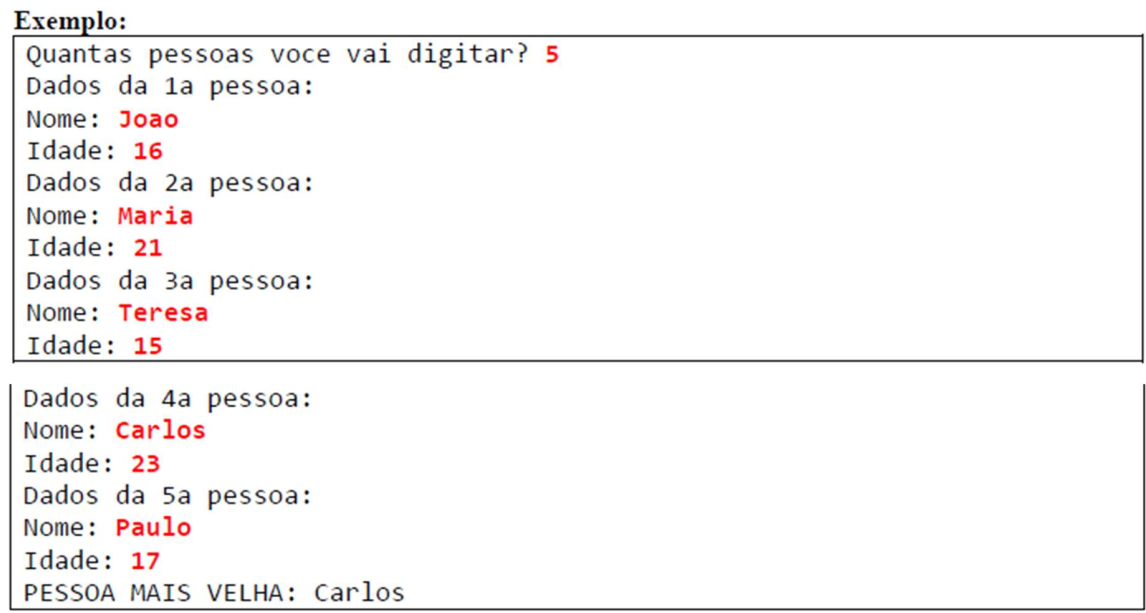 Exemplo:
Quantas pessoas voce vai digitar? 5
Dados da 1a pessoa:
Nome: Joao
Idade: 16
Dados da 2a pessoa:
Nome: Maria
Idade: 21
Dados da 3a pessoa:
Nome: Teresa
Idade: 15
Dados da 4a pessoa:
Nome: Carlos
Idade: 23
Dados da 5a pessoa:
Nome: Paulo
Idade: 17
PESSOA MAIS VELHA: Carlos